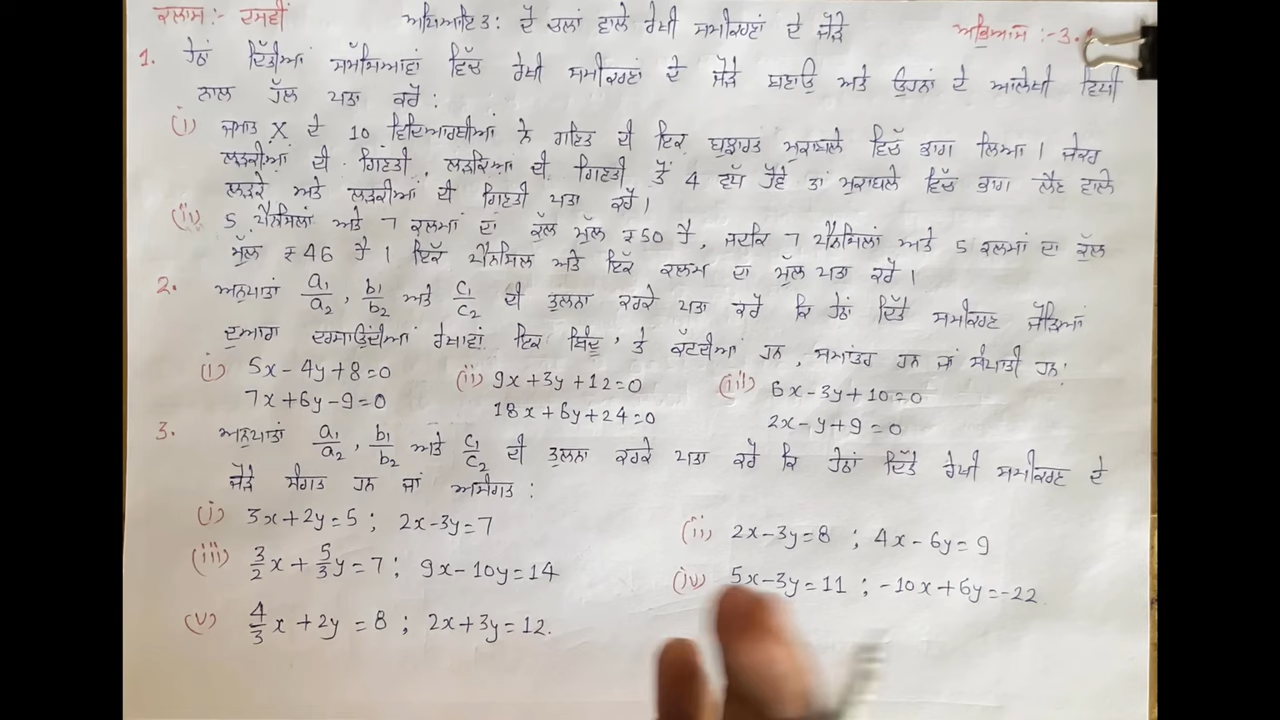 ਕਲਾਸ :- ਦਸਵੀਂ
ਅਧਿਆਇ 3: ਦੋ ਚਲਾਂ ਵਾਲੇ ਰੇਖੀ ਸਮੀਕਰਣਾਂ ਦੇ ਜੋੜੇ
ਅਭਿਆਸ :- 3.
1. ਹੇਠਾਂ ਦਿੱਤੀਆਂ ਸਮੱਸਿਆਵਾਂ ਵਿੱਚ ਰੇਖੀ ਸਮੀਕਰਣਾਂ ਦੇ ਜੋੜੇ ਬਣਾਓ ਅਤੇ ਉਹਨਾਂ ਦੇ ਆਲੇਖੀ ਵਿਧੀ
ਨਾਲ ਹੱਲ ਪਤਾ ਕਰੋ :
(i) ਜਮਾਤ X ਦੇ 10 ਵਿਦਿਆਰਥੀਆਂ ਨੇ ਗਣਿਤ ਦੀ ਇਕ ਬੁਝਾਰਤ ਮੁਕਾਬਲੇ ਵਿੱਚ ਭਾਗ ਲਿਆ । ਜੇਕਰ
ਲੜਕੀਆਂ ਦੀ ਗਿਣਤੀ, ਲੜਕਿਆਂ ਦੀ ਗਿਣਤੀ ਤੋਂ 4 ਵੱਧ ਹੋਵੇ ਤਾਂ ਮੁਕਾਬਲੇ ਵਿੱਚ ਭਾਗ ਲੈਣ ਵਾਲੇ
ਲੜਕੇ ਅਤੇ ਲੜਕੀਆਂ ਦੀ ਗਿਣਤੀ ਪਤਾ ਕਰੋ ।
(ii) 5 ਪੈਨਸਿਲਾਂ ਅਤੇ 7 ਕਲਮਾਂ ਦਾ ਕੁੱਲ ਮੁੱਲ ₹50 ਹੈ, ਜਦਕਿ 7 ਪੈਨਸਿਲਾਂ ਅਤੇ 5 ਕਲਮਾਂ ਦਾ ਕੁੱਲ
ਮੁੱਲ ₹46 ਹੈ । ਇਕੱ ਪੈਨਸਿਲ ਅਤੇ ਇਕੱ ਕਲਮ ਦਾ ਮੁੱਲ ਪਤਾ ਕਰੋ ।
2. ਅਨੁਪਾਤਾਂ a₁/a₂, b₁/b₂ ਅਤੇ c₁/c₂ ਦੀ ਤੁਲਨਾ ਕਰਕੇ ਪਤਾ ਕਰੋ ਕਿ ਹੇਠਾਂ ਦਿੱਤੇ ਸਮੀਕਰਣ ਜੋੜਿਆਂ
ਦੁਆਰਾ ਦਰਸਾਉਂਦੀਆਂ ਰੇਖਾਵਾਂ ਇਕ ਬਿੰਦੂ 'ਤੇ ਕੱਟਦੀਆਂ ਹਨ, ਸਮਾਂਤਰ ਹਨ ਜਾਂ ਸੰਪਾਤੀ ਹਨ:
(i) 5x-4y+8=0 (ii) 9x+3y+12=0 (iii) 6x-3y+10=0
7x+6y-9=0 18x+6y+24=0 2x-y+9=0
3. ਅਨੁਪਾਤਾਂ a₁/a₂, b₁/b₂ ਅਤੇ c₁/c₂ ਦੀ ਤੁਲਨਾ ਕਰਕੇ ਪਤਾ ਕਰੋ ਕਿ ਹੇਠਾਂ ਦਿੱਤੇ ਰੇਖੀ ਸਮੀਕਰਣ ਦੇ
ਜੋੜੇ ਸੰਗਤ ਹਨ ਜਾਂ ਅਸੰਗਤ :
(i) 3x+2y=5 ; 2x-3y=7 (ii) 2x-3y=8 ; 4x-6y=9
(iii) 3/2x+5/3y=7 ; 9x-10y=14 (iv) 5x-3y=11 ; -10x+6y=-22
(v) 4/3x+2y=8 ; 2x+3y=12.